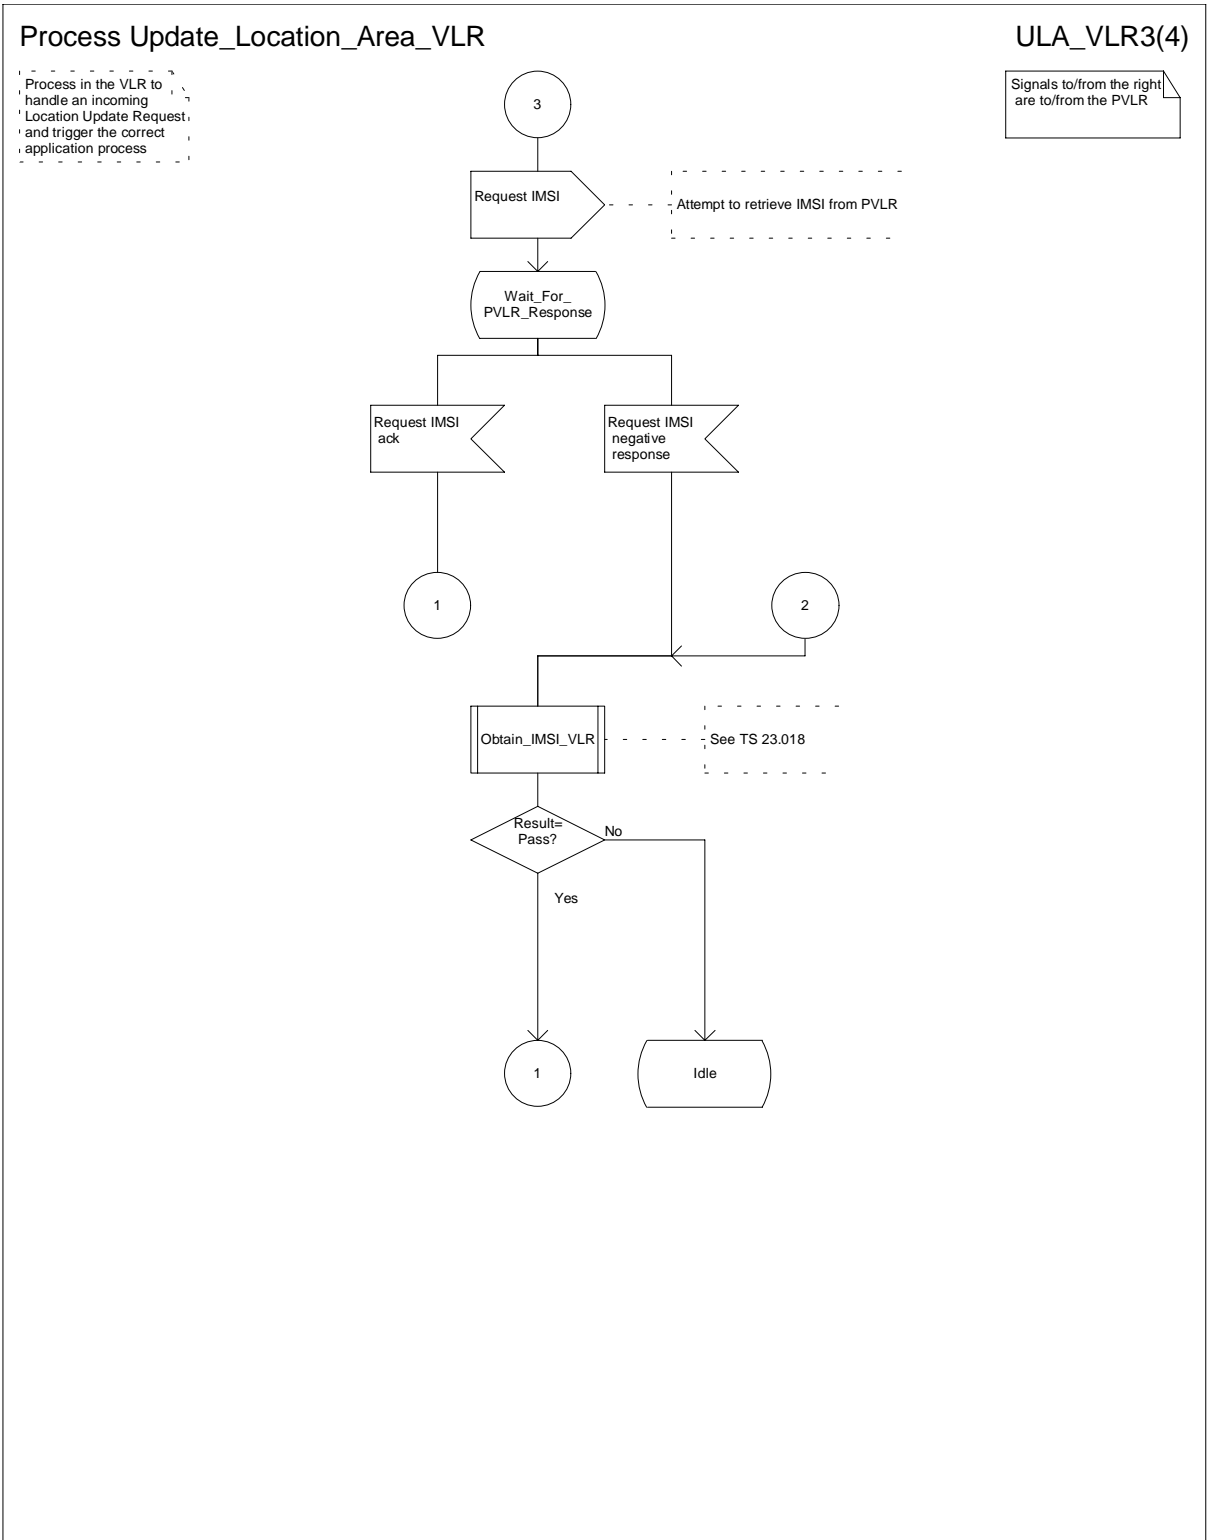 Process Update_Location_Area_VLR
ULA_VLR3(4)
Process in the VLR to
handle an incoming
Location Update Request
and trigger the correct
application process
Signals to/from the right
are to/from the PVLR
3
Request IMSI
Attempt to retrieve IMSI from PVLR
Wait_For_
PVLR_Response
Request IMSI
ack
Request IMSI
negative
response
1
2
Obtain_IMSI_VLR
See TS 23.018
Result=
Pass?
No
Yes
1
Idle